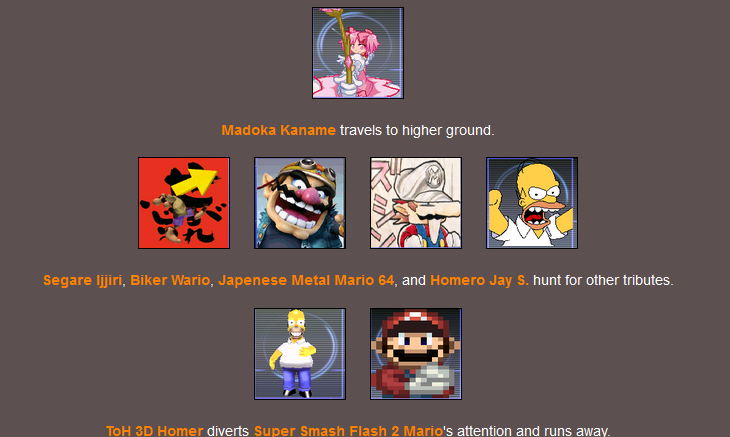 Madoka Kaname travels to higher ground.
Segare Ijjiri, Biker Wario, Japenese Metal Mario 64, and Homero Jay S. hunt for other tributes.
ToH 3D Homer diverts Super Smash Flash 2 Mario's attention and runs away.